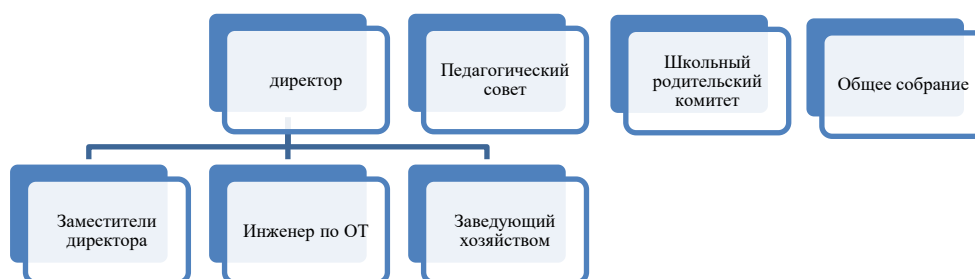 директор
Педагогический
совет
Школьный
родительский
комитет
Общее собрание
Заместители
директора
Инженер по ОТ
Заведующий
хозяйством